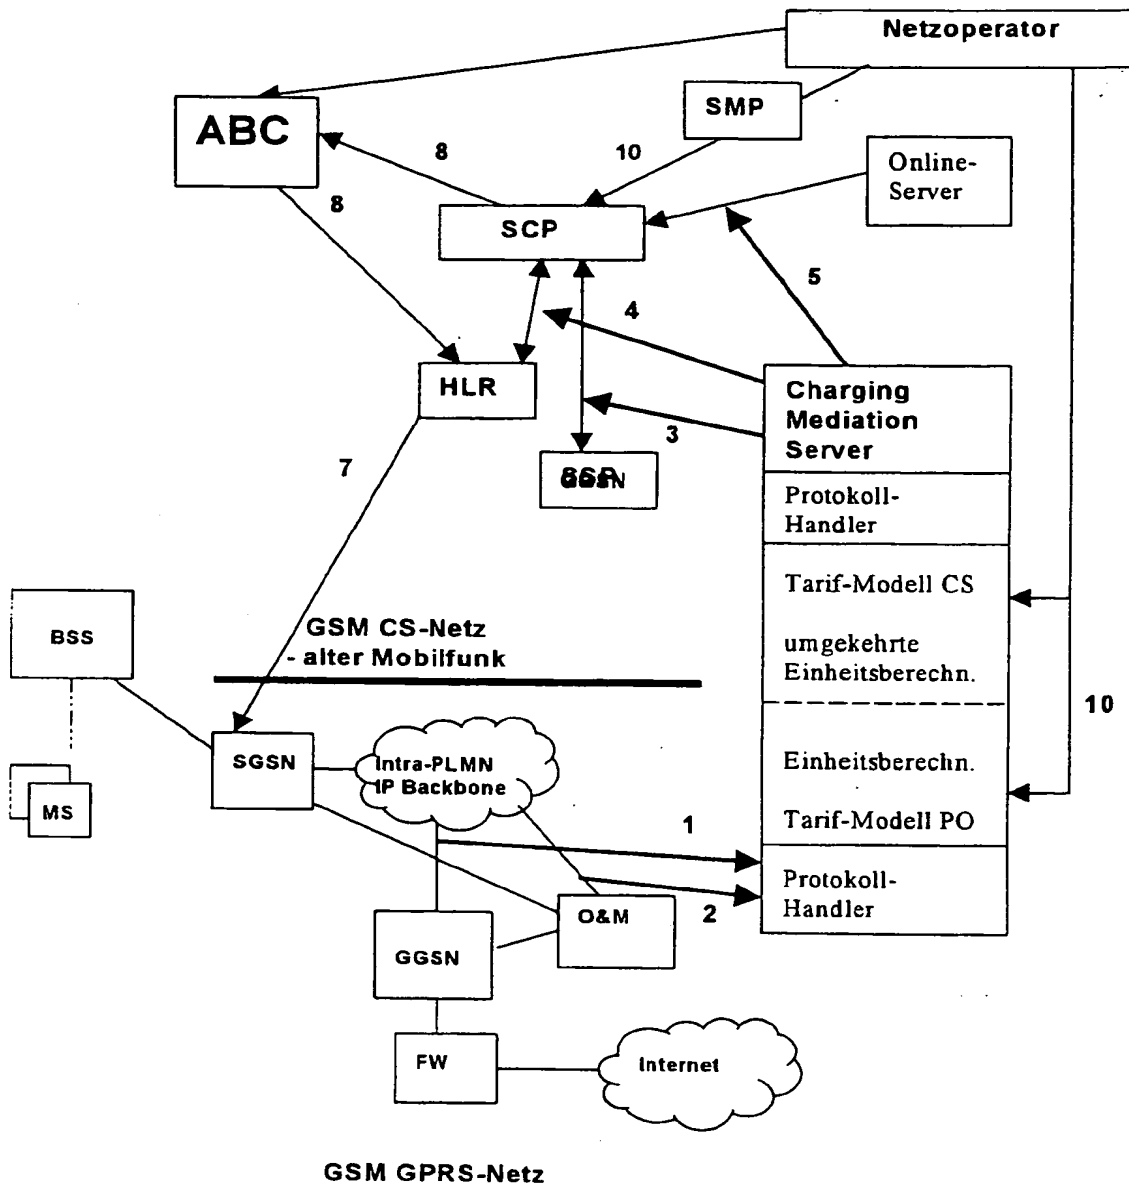 Netzoperator
SMP
ABC
8
10
Online-
Server
8
SCP
5
4
HLR
Charging
Mediation
Server
3
7
Protokoll-
Handler
Tarif-Modell CS
BSS
GSM CS-Netz
- alter Mobilfunk
umgekehrte
Einheitsberechn.
10
SGSN
Intra-PLMN
IP Backbone
Einheitsberechn.
MS
1
Tarif-Modell PO
Protokoll-
Handler
2
O&M
GGSN
FW
Internet
GSM GPRS-Netz